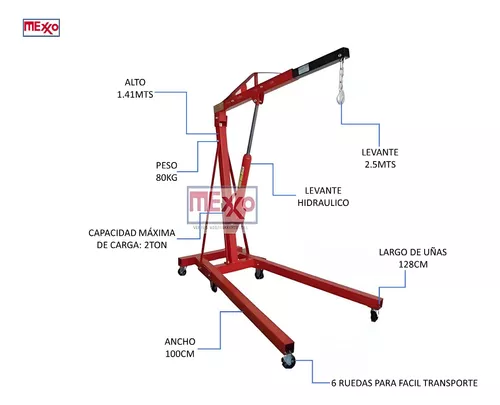 MEXXO
ALTO
1.41MTS
PESO
80KG
LEVANTE
2.5MTS
LEVANTE
HIDRAULICO
MEXXO
CAPACIDAD MÁXIMA
DE CARGA: 2TON
LARGO DE UÑAS
128CM
ANCHO
100CM
6 RUEDAS PARA FACIL TRANSPORTE